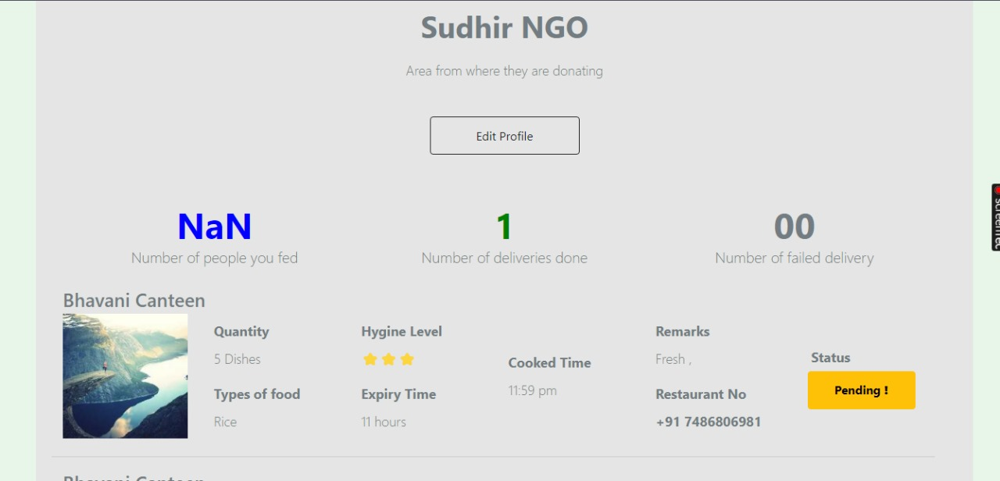 Sudhir NGO
Area from where they are donating
Edit Profile
NaN
Number of people you fed
1
Number of deliveries done
00
Number of failed delivery
Bhavani Canteen
Quantity
5 Dishes
Types of food
Rice
Hygine Level
Expiry Time
11 hours
Cooked Time
11:59 pm
Remarks
Fresh ,
Restaurant No
+91 7486806981
Status
Pending !
Bhavani Canteen